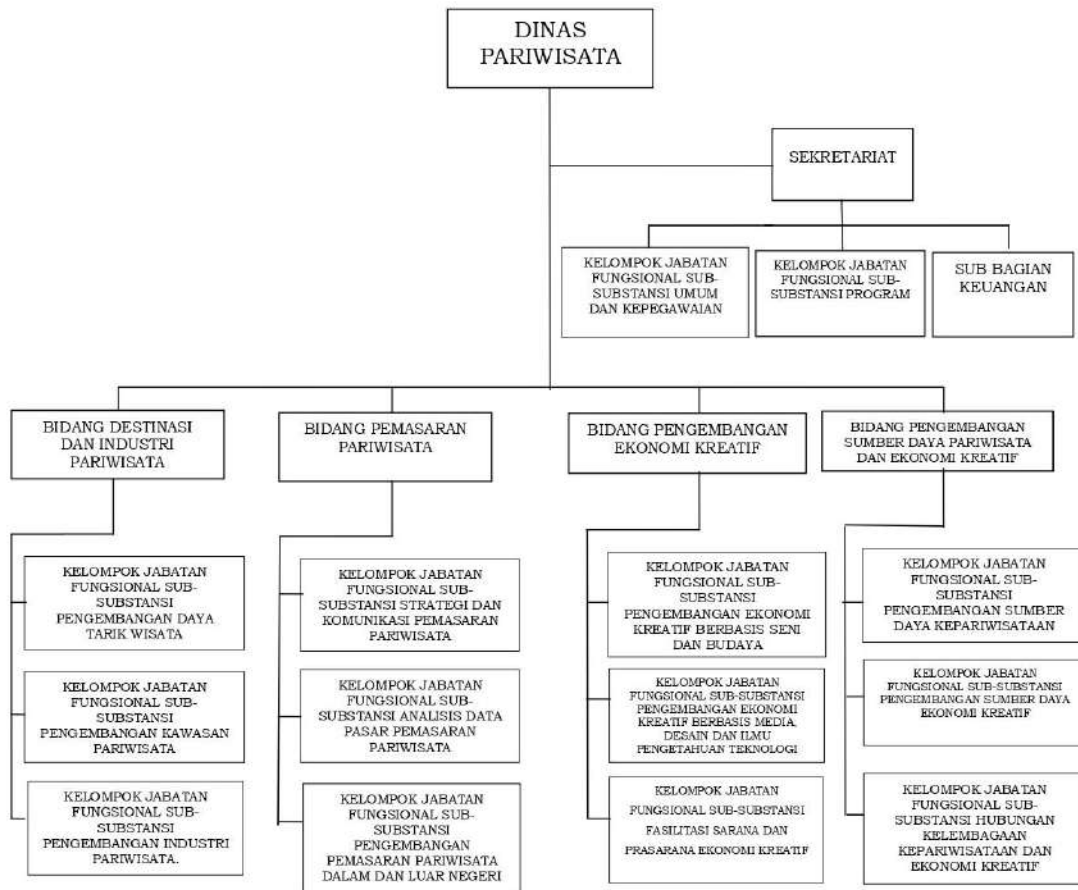 DINAS
PARIWISATA
SEKRETARIAT
KELOMPOK JABATAN
FUNGSIONAL SUB-
SUBSTANSI UMUM
DAN KEPEGAWAIAN
KELOMPOK JABATAN
FUNGSIONAL SUB-
SUBSTANSI PROGRAM
SUB BAGIAN
KEUANGAN
BIDANG DESTINASI
DAN INDUSTRI
PARIWISATA
BIDANG PEMASARAN
PARIWISATA
BIDANG PENGEMBANGAN
EKONOMI KREATIF
BIDANG PENGEMBANGAN
SUMBER DAYA PARIWISATA
DAN EKONOMI KREATIF
KELOMPOK JABATAN
FUNGSIONAL SUB-
SUBSTANSI
PENGEMBANGAN DAYA
TARIK WISATA
KELOMPOK JABATAN
FUNGSIONAL SUB-
SUBSTANSI
PENGEMBANGAN KAWASAN
PARIWISATA
KELOMPOK JABATAN
FUNGSIONAL SUB-
SUBSTANSI
PENGEMBANGAN INDUSTRI
PARIWISATA.
KELOMPOK JABATAN
FUNGSIONAL SUB-
SUBSTANSI STRATEGI DAN
KOMUNIKASI PEMASARAN
PARIWISATA
KELOMPOK JABATAN
FUNGSIONAL SUB-
SUBSTANSI ANALISIS DATA
PASAR PEMASARAN
PARIWISATA
KELOMPOK JABATAN
FUNGSIONAL SUB-
SUBSTANSI
PENGEMBANGAN
PEMASARAN PARIWISATA
DALAM DAN LUAR NEGERI
KELOMPOK JABATAN
FUNGSIONAL SUB-
SUBSTANSI
PENGEMBANGAN EKONOMI
KREATIF BERBASIS SENI
DAN BUDAYA
KELOMPOK JABATAN
FUNGSIONAL SUB-SUBSTANSI
PENGEMBANGAN EKONOMI
KREATIF BERBASIS MEDIA,
DESAIN DAN ILMU
PENGETAHUAN TEKNOLOGI
KELOMPOK JABATAN
FUNGSIONAL SUB-SUBSTANSI
FASILITASI SARANA DAN
PRASARANA EKONOMI KREATIF
KELOMPOK JABATAN
FUNGSIONAL SUB-
SUBSTANSI
PENGEMBANGAN SUMBER
DAYA KEPARIWISATAAN
KELOMPOK JABATAN
FUNGSIONAL SUB-SUBSTANSI
PENGEMBANGAN SUMBER DAYA
EKONOMI KREATIF
KELOMPOK JABATAN
FUNGSIONAL SUB-
SUBSTANSI HUBUNGAN
KELEMBAGAAN
KEPARIWISATAAN DAN
EKONOMI KREATIF